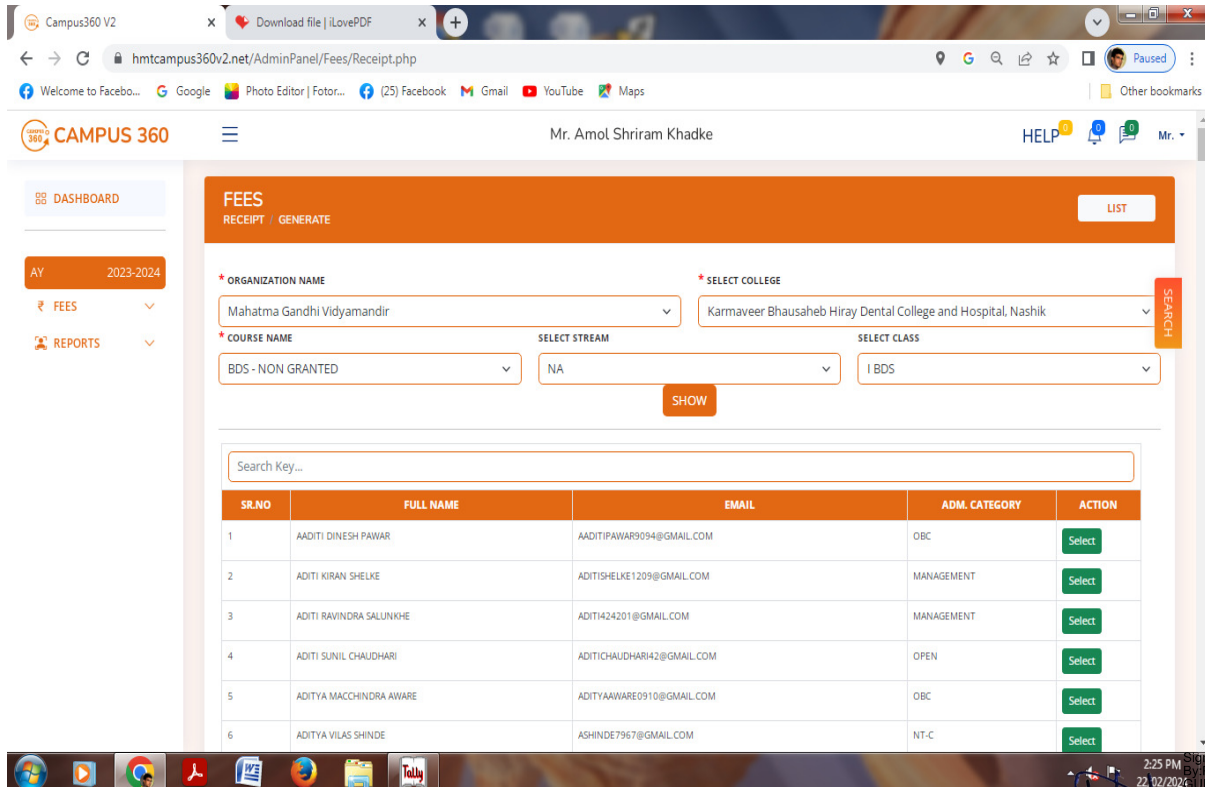 Campus360 V2
Download file | iLovePDF
hmtcampus360v2.net/AdminPanel/Fees/Receipt.php
Paused
Welcome to Facebo...
G Google
Photo Editor | Fotor...
(25) Facebook
Gmail
YouTube
Maps
Other bookmarks
CAMPUS 360
Mr. Amol Shriram Khadke
HELP 0
0
0
Mr.
DASHBOARD
FEES
RECEIPT / GENERATE
LIST
AY 2023-2024
₹ FEES
REPORTS
SEARCH
* ORGANIZATION NAME
* SELECT COLLEGE
Mahatma Gandhi Vidyamandir
Karmaveer Bhausaheb Hiray Dental College and Hospital, Nashik
* COURSE NAME
SELECT STREAM
SELECT CLASS
BDS - NON GRANTED
NA
I BDS
SHOW
Search Key...
SR.NO FULL NAME EMAIL ADM. CATEGORY ACTION
1 AADITI DINESH PAWAR AADITIPAWAR9094@GMAIL.COM OBC Select
2 ADITI KIRAN SHELKE ADITISHELKE1209@GMAIL.COM MANAGEMENT Select
3 ADITI RAVINDRA SALUNKHE ADITI424201@GMAIL.COM MANAGEMENT Select
4 ADITI SUNIL CHAUDHARI ADITICHAUDHARI42@GMAIL.COM OPEN Select
5 ADITYA MACCHINDRA AWARE ADITYAAWARE0910@GMAIL.COM OBC Select
6 ADITYA VILAS SHINDE ASHINDE7967@GMAIL.COM NT-C Select
Tally
2:25 PM
22/02/2024